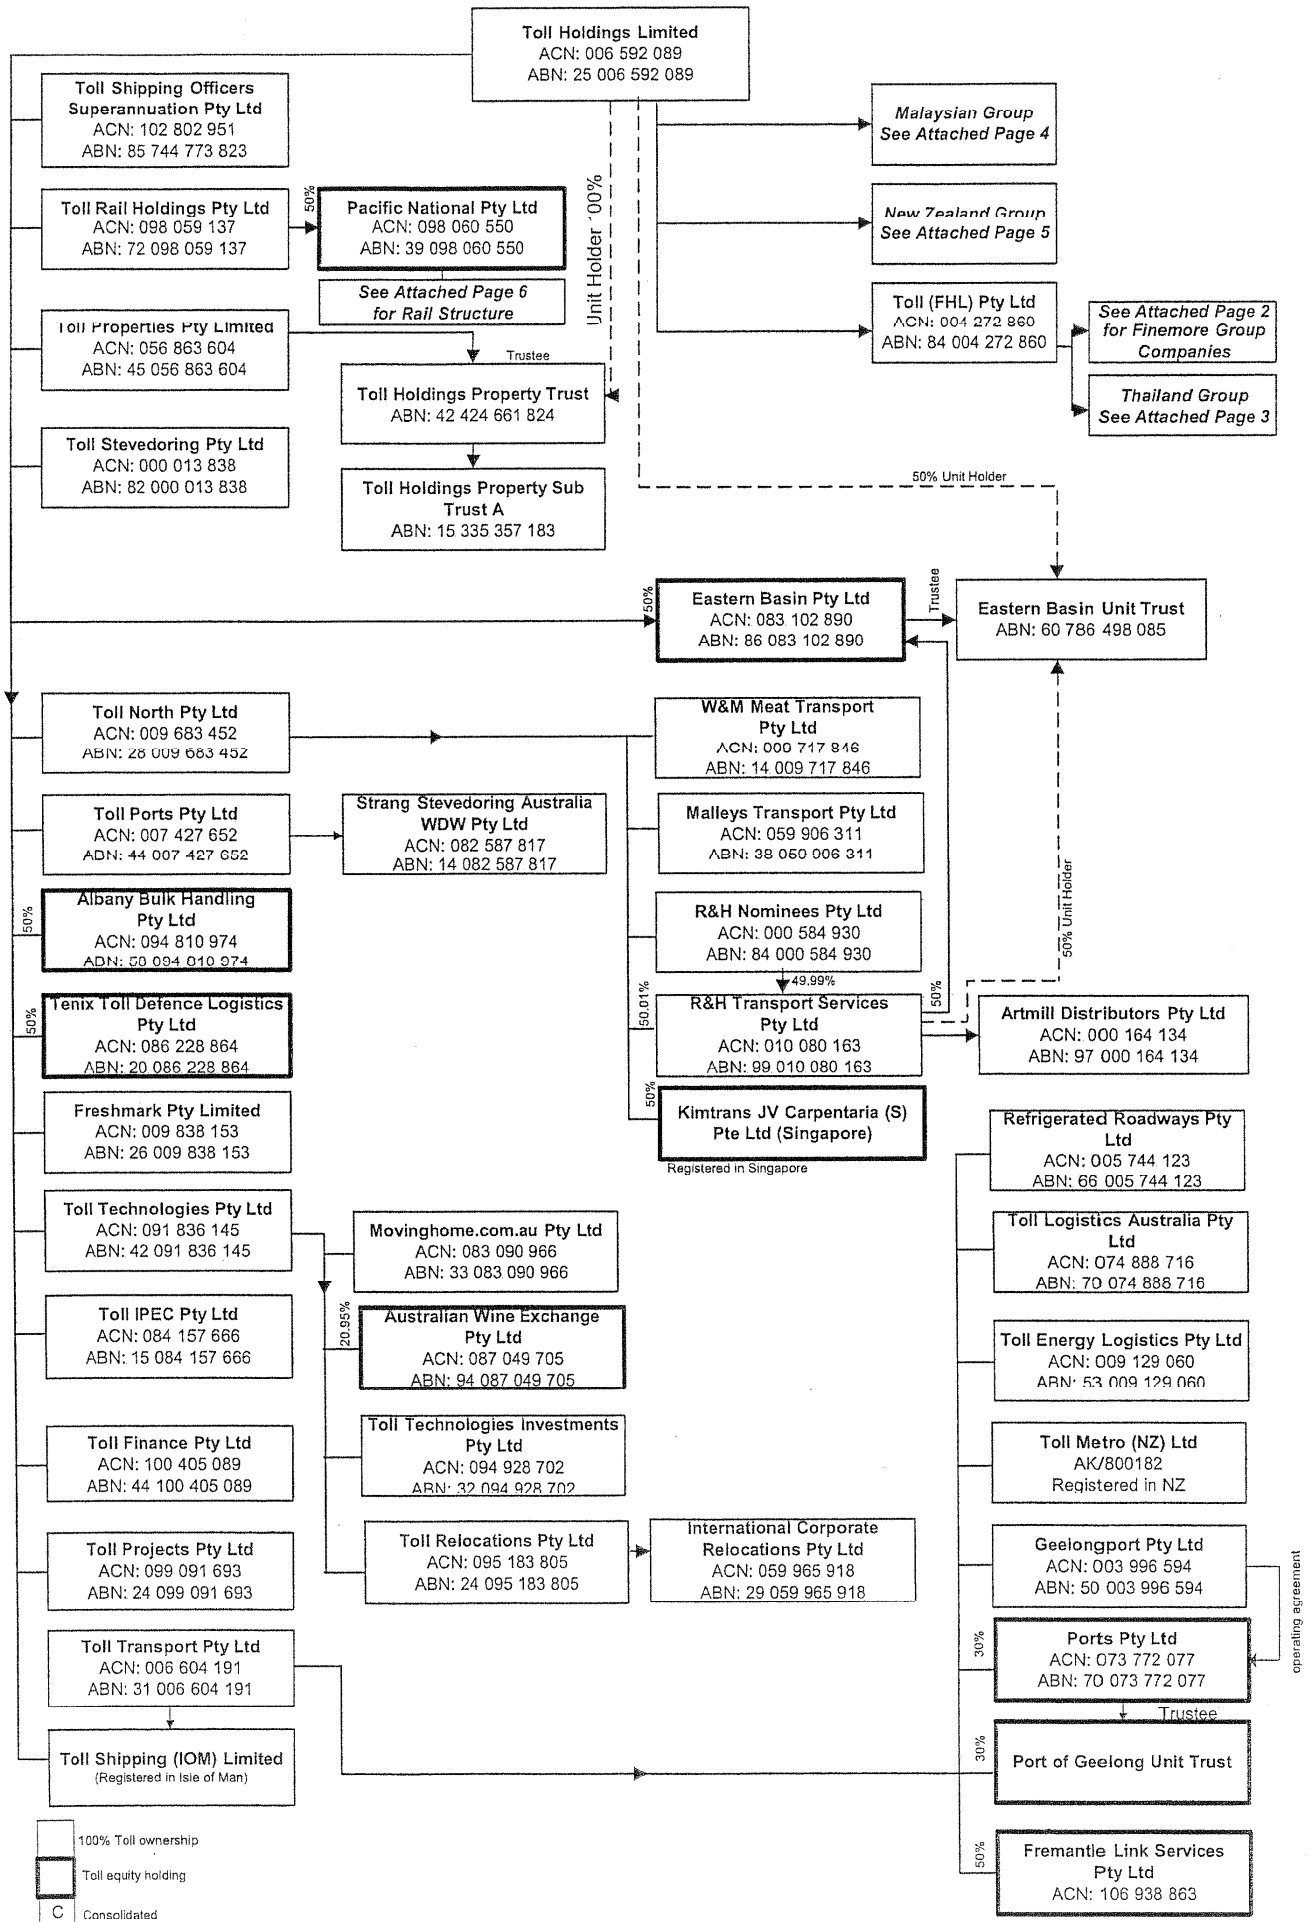 Toll Holdings Limited
ACN: 006 592 089
ABN: 25 006 592 089
Toll Shipping Officers
Superannuation Pty Ltd
ACN: 102 802 951
ABN: 85 744 773 823
Malaysian Group
See Attached Page 4
Toll Rail Holdings Pty Ltd
ACN: 098 059 137
ABN: 72 098 059 137
50%
Pacific National Pty Ltd
ACN: 098 060 550
ABN: 39 098 060 550
See Attached Page 6
for Rail Structure
Unit Holder 100%
New Zealand Group
See Attached Page 5
Toll (FHL) Pty Ltd
ACN: 004 272 860
ABN: 84 004 272 860
See Attached Page 2
for Finemore Group
Companies
Thailand Group
See Attached Page 3
Toll Properties Pty Limited
ACN: 056 863 604
ABN: 45 056 863 604
Trustee
Toll Holdings Property Trust
ABN: 42 424 661 824
Toll Stevedoring Pty Ltd
ACN: 000 013 838
ABN: 82 000 013 838
Toll Holdings Property Sub
Trust A
ABN: 15 335 357 183
50% Unit Holder
50%
Eastern Basin Pty Ltd
ACN: 083 102 890
ABN: 86 083 102 890
Trustee
Eastern Basin Unit Trust
ABN: 60 786 498 085
Toll North Pty Ltd
ACN: 009 683 452
ABN: 28 009 683 452
W&M Meat Transport
Pty Ltd
ACN: 000 717 846
ABN: 14 009 717 846
Toll Ports Pty Ltd
ACN: 007 427 652
ABN: 44 007 427 652
Strang Stevedoring Australia
WDW Pty Ltd
ACN: 082 587 817
ABN: 14 082 587 817
Malleys Transport Pty Ltd
ACN: 059 906 311
ABN: 38 060 006 311
50%
Albany Bulk Handling
Pty Ltd
ACN: 094 810 974
R&H Nominees Pty Ltd
ACN: 000 584 930
ABN: 84 000 584 930
49.99%
50% Unit Holder
50%
Tenix Toll Defence Logistics
Pty Ltd
ACN: 086 228 864
ABN: 20 086 228 864
50.01%
R&H Transport Services
Pty Ltd
ACN: 010 080 163
ABN: 99 010 080 163
50%
Artmill Distributors Pty Ltd
ACN: 000 164 134
ABN: 97 000 164 134
Freshmark Pty Limited
ACN: 009 838 153
ABN: 26 009 838 153
50%
Kimtrans JV Carpentaria (S)
Pte Ltd (Singapore)
Registered in Singapore
Refrigerated Roadways Pty
Ltd
ACN: 005 744 123
ABN: 66 005 744 123
Toll Technologies Pty Ltd
ACN: 091 836 145
ABN: 42 091 836 145
Movinghome.com.au Pty Ltd
ACN: 083 090 966
ABN: 33 083 090 966
Toll Logistics Australia Pty
Ltd
ACN: 074 888 716
ABN: 70 074 888 716
Toll IPEC Pty Ltd
ACN: 084 157 666
ABN: 15 084 157 666
20.95%
Australian Wine Exchange
Pty Ltd
ACN: 087 049 705
ABN: 94 087 049 705
Toll Energy Logistics Pty Ltd
ACN: 009 129 060
ABN: 53 009 129 060
Toll Finance Pty Ltd
ACN: 100 405 089
ABN: 44 100 405 089
Toll Technologies Investments
Pty Ltd
ACN: 094 928 702
ABN: 32 094 928 702
Toll Metro (NZ) Ltd
AK/800182
Registered in NZ
Toll Projects Pty Ltd
ACN: 099 091 693
ABN: 24 099 091 693
Toll Relocations Pty Ltd
ACN: 095 183 805
ABN: 24 095 183 805
International Corporate
Relocations Pty Ltd
ACN: 059 965 918
ABN: 29 059 965 918
Geelongport Pty Ltd
ACN: 003 996 594
ABN: 50 003 996 594
operating agreement
Toll Transport Pty Ltd
ACN: 006 604 191
ABN: 31 006 604 191
30%
Ports Pty Ltd
ACN: 073 772 077
ABN: 70 073 772 077
Trustee
Toll Shipping (IOM) Limited
(Registered in Isle of Man)
30%
Port of Geelong Unit Trust
50%
Fremantle Link Services
Pty Ltd
ACN: 106 938 863
100% Toll ownership
Toll equity holding
C Consolidated